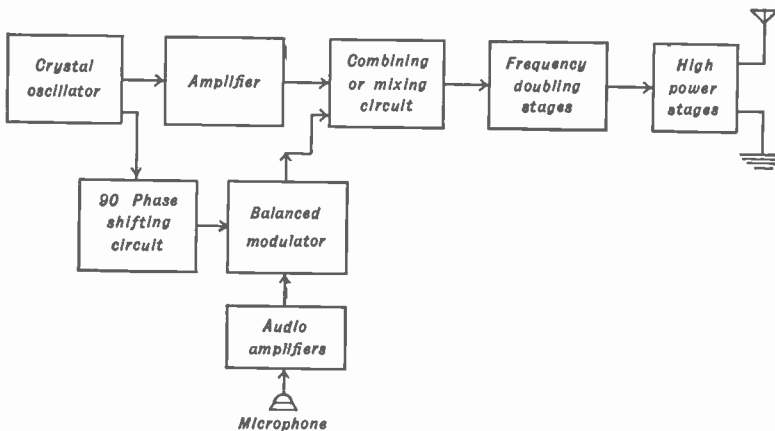 Crystal
oscillator
Amplifier
Combining
or mixing
circuit
Frequency
doubling
stages
High
power
stages
90 Phase
shifting
circuit
Balanced
modulator
Audio
amplifiers
Microphone